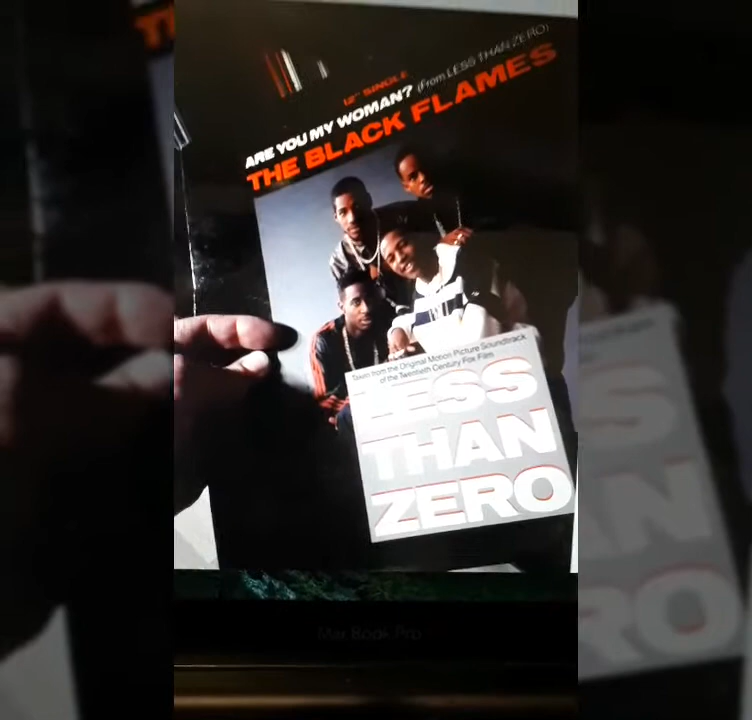 12" SINGLE
ARE YOU MY WOMAN? (From LESS THAN ZERO)
THE BLACK FLAMES
Taken from the Original Motion Picture Soundtrack
of the Twentieth Century Fox Film
LESS
THAN
ZERO
MacBook Pro